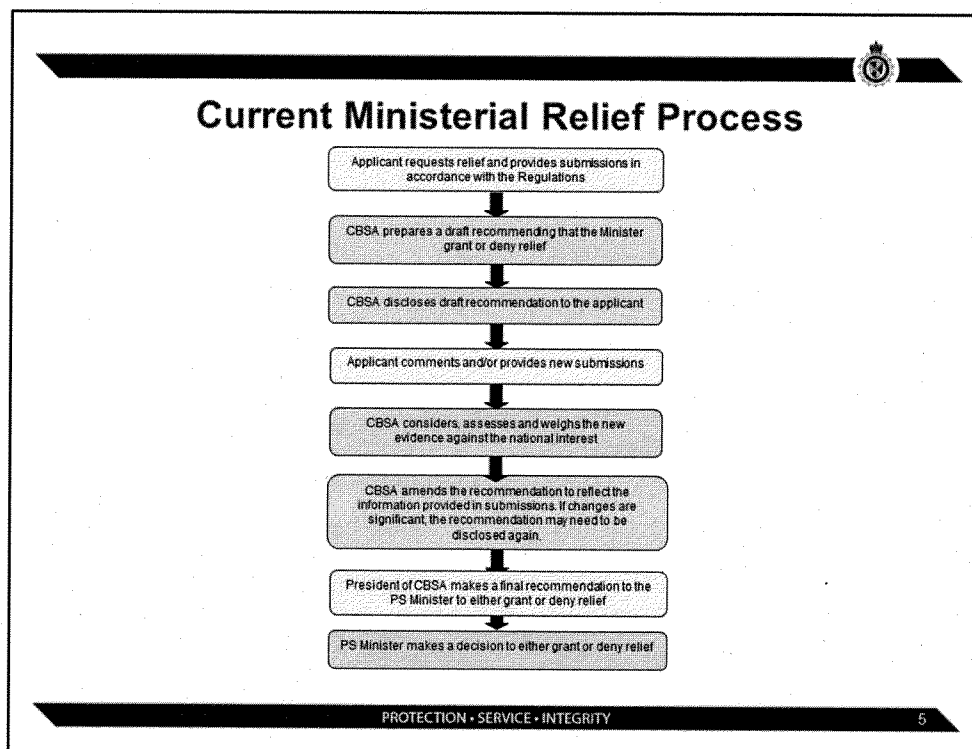 Current Ministerial Relief Process
Applicant requests relief and provides submissions in
accordance with the Regulations
CBSA prepares a draft recommending that the Minister
grant or deny relief
CBSA discloses draft recommendation to the applicant
Applicant comments and/or provides new submissions
CBSA considers, assesses and weighs the new
evidence against the national interest
CBSA amends the recommendation to reflect the
information provided in submissions. If changes are
significant, the recommendation may need to be
disclosed again.
President of CBSA makes a final recommendation to the
PS Minister to either grant or deny relief
PS Minister makes a decision to either grant or deny relief
PROTECTION • SERVICE • INTEGRITY
5